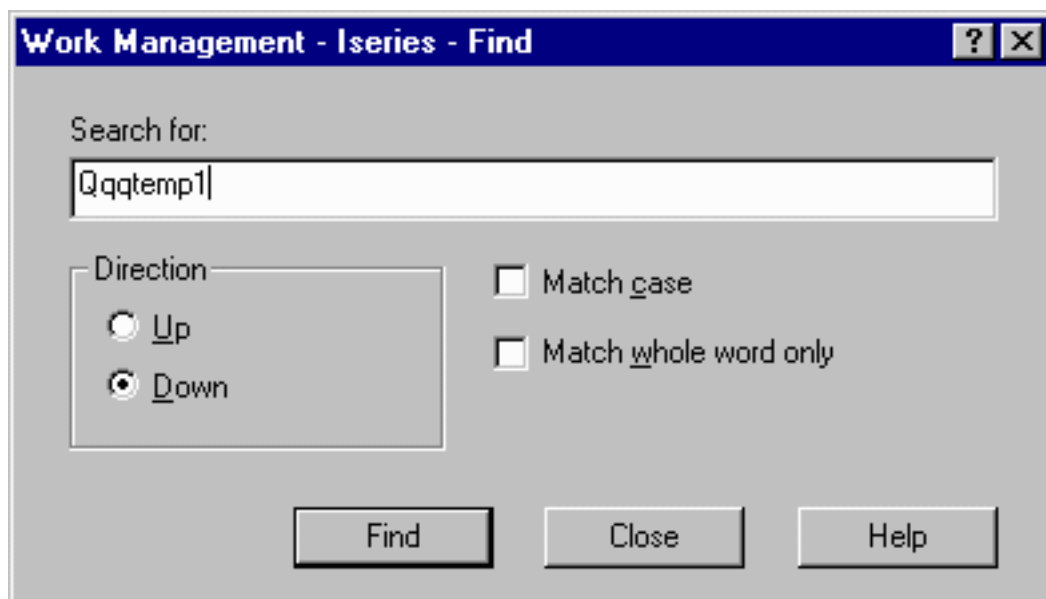 Work Management - Iseries - Find
Search for:
Qqqtemp1
Direction
Up
Down
Match case
Match whole word only
Find
Close
Help